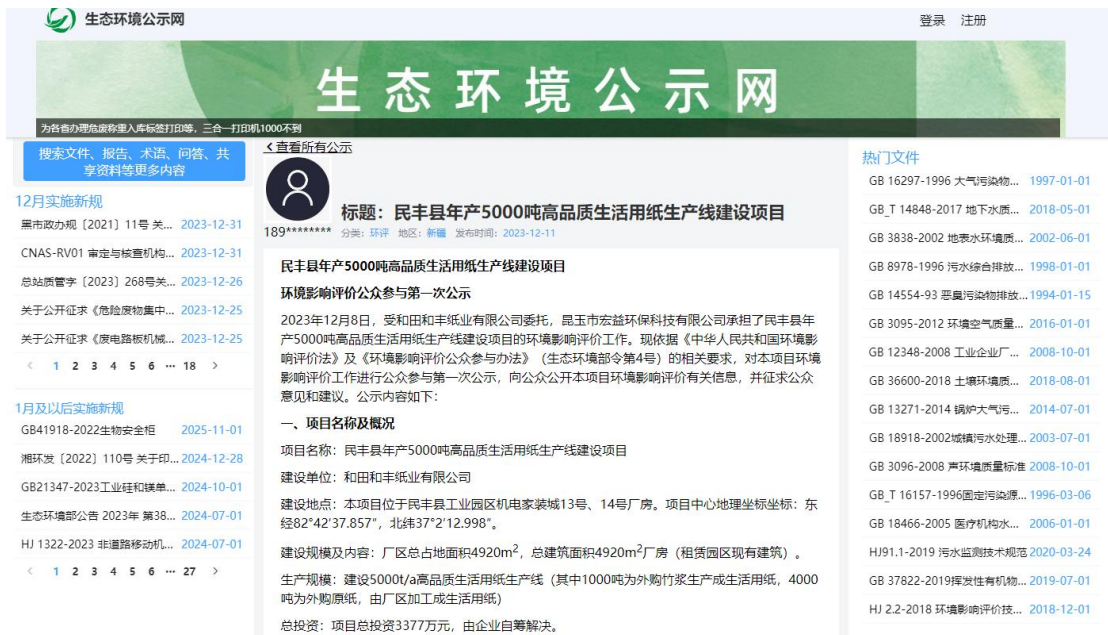 生态环境公示网
登录 注册
生态环境公示网
为各省办理危废称重入库标签打印等，三合一打印机1000不到
搜索文件、报告、术语、问答、共
享资料等更多内容
12月实施新规
黑市政办规〔2021〕11号 关... 2023-12-31
CNAS-RV01 审定与核查机构... 2023-12-31
总站质管字〔2023〕268号关... 2023-12-26
关于公开征求《危险废物集中... 2023-12-25
关于公开征求《废电路板机械... 2023-12-25
< 1 2 3 4 5 6 ··· 18 >
1月及以后实施新规
GB41918-2022生物安全柜 2025-11-01
湘环发〔2022〕110号 关于印... 2024-12-28
GB21347-2023工业硅和镁单... 2024-10-01
生态环境部公告 2023年 第38... 2024-07-01
HJ 1322-2023 非道路移动机... 2024-07-01
< 1 2 3 4 5 6 ··· 27 >
<查看所有公示
189********
标题：民丰县年产5000吨高品质生活用纸生产线建设项目
分类：环评 地区：新疆 发布时间：2023-12-11
民丰县年产5000吨高品质生活用纸生产线建设项目
环境影响评价公众参与第一次公示
2023年12月8日，受和田和丰纸业有限公司委托，昆玉市宏益环保科技有限公司承担了民丰县年
产5000吨高品质生活用纸生产线建设项目的环境影响评价工作。现依据《中华人民共和国环境影
响评价法》及《环境影响评价公众参与办法》（生态环境部令第4号）的相关要求，对本项目环境
影响评价工作进行公众参与第一次公示，向公众公开本项目环境影响评价有关信息，并征求公众
意见和建议。公示内容如下：
一、项目名称及概况
项目名称：民丰县年产5000吨高品质生活用纸生产线建设项目
建设单位：和田和丰纸业有限公司
建设地点：本项目位于民丰县工业园区机电家装城13号、14号厂房。项目中心地理坐标坐标：东
经82°42′37.857″，北纬37°2′12.998″。
建设规模及内容：厂区总占地面积4920m²，总建筑面积4920m²厂房（租赁园区现有建筑）。
生产规模：建设5000t/a高品质生活用纸生产线（其中1000吨为外购竹浆生产成生活用纸，4000
吨为外购原纸，由厂区加工成生活用纸）
总投资：项目总投资3377万元，由企业自筹解决。
热门文件
GB 16297-1996 大气污染物... 1997-01-01
GB_T 14848-2017 地下水质... 2018-05-01
GB 3838-2002 地表水环境质... 2002-06-01
GB 8978-1996 污水综合排放... 1998-01-01
GB 14554-93 恶臭污染物排放... 1994-01-15
GB 3095-2012 环境空气质量... 2016-01-01
GB 12348-2008 工业企业厂... 2008-10-01
GB 36600-2018 土壤环境质... 2018-08-01
GB 13271-2014 锅炉大气污... 2014-07-01
GB 18918-2002城镇污水处理... 2003-07-01
GB 3096-2008 声环境质量标准 2008-10-01
GB_T 16157-1996固定污染源... 1996-03-06
GB 18466-2005 医疗机构水... 2006-01-01
HJ91.1-2019 污水监测技术规范 2020-03-24
GB 37822-2019挥发性有机物... 2019-07-01
HJ 2.2-2018 环境影响评价技... 2018-12-01